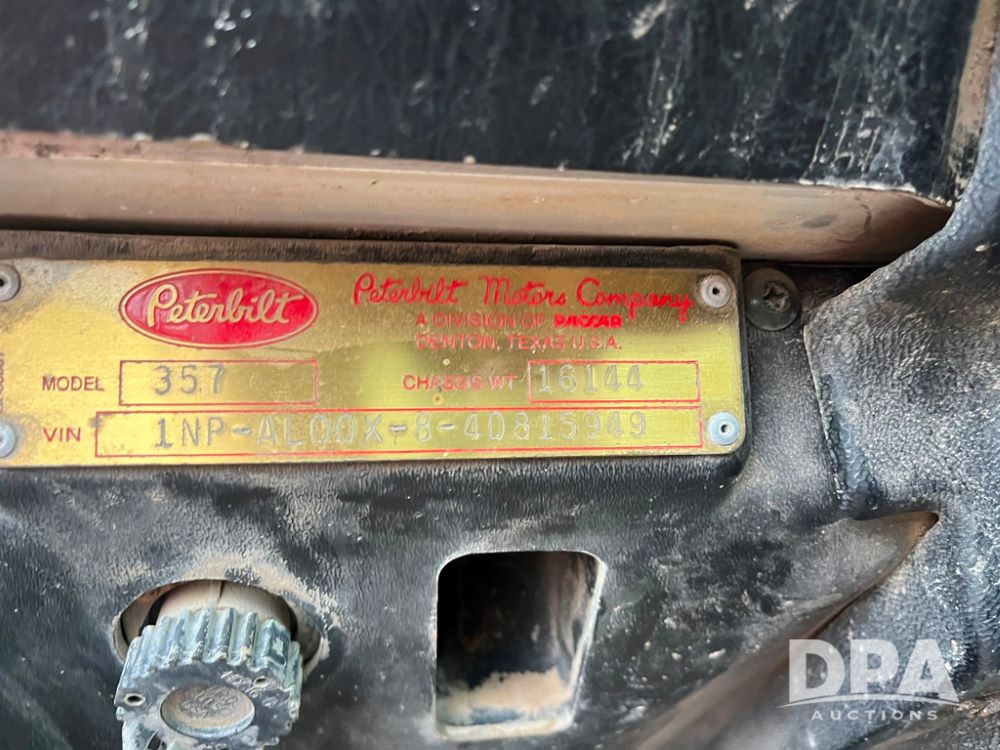 Peterbilt
Peterbilt Motors Company
A DIVISION OF PACCAR
DENTON, TEXAS U.S.A.
MODEL 357 CHASSIS WT 16144
VIN 1NP-AL00X-8-4D815949
DPA
AUCTIONS